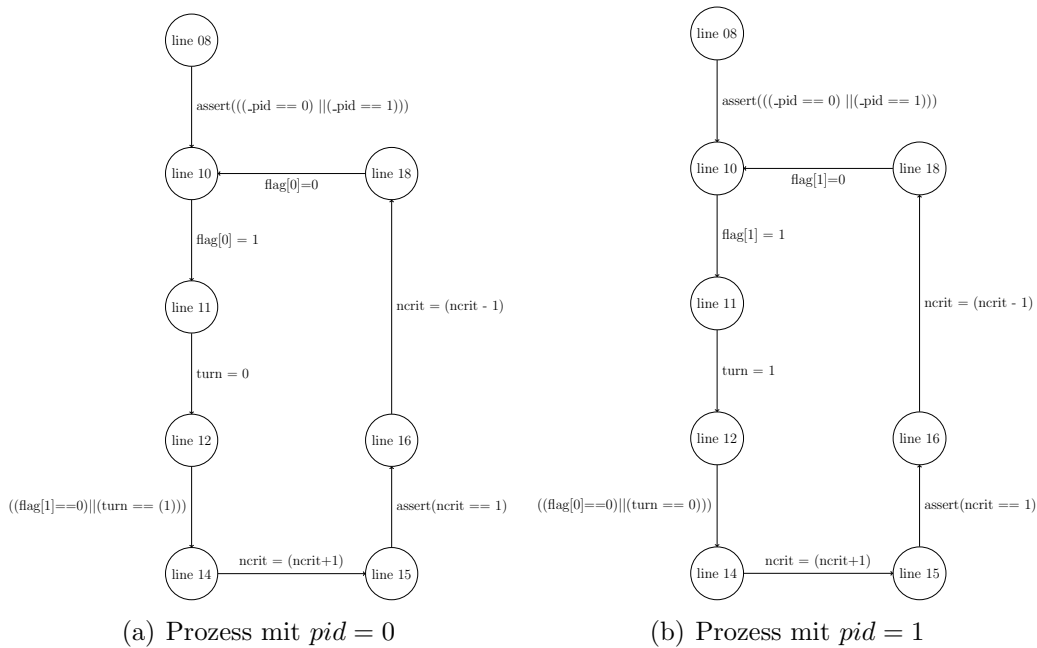 line 08
assert(((_pid == 0) ||(_pid == 1)))
line 10
line 18
flag[0]=0
flag[0] = 1
line 11
ncrit = (ncrit - 1)
turn = 0
line 12
line 16
((flag[1]==0)||(turn == (1)))
assert(ncrit == 1)
line 14
ncrit = (ncrit+1)
line 15
(a) Prozess mit pid = 0
line 08
assert(((_pid == 0) ||(_pid == 1)))
line 10
line 18
flag[1]=0
flag[1] = 1
line 11
ncrit = (ncrit - 1)
turn = 1
line 12
line 16
((flag[0]==0)||(turn == 0)))
assert(ncrit == 1)
line 14
ncrit = (ncrit+1)
line 15
(b) Prozess mit pid = 1